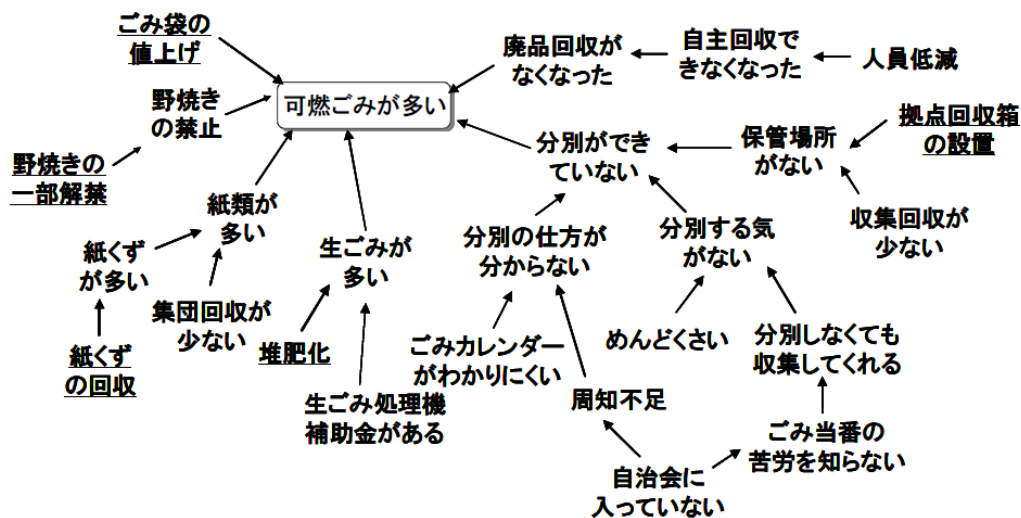 ごみ袋の
値上げ
廃品回収が
なくなった
自主回収で
きなくなった
人員低減
野焼き
の禁止
可燃ごみが多い
分別ができ
ていない
保管場所
がない
拠点回収箱
の設置
野焼きの
一部解禁
紙類が
多い
生ごみが
多い
分別の仕方が
分からない
分別する気
がない
収集回収が
少ない
紙くず
が多い
集団回収が
少ない
堆肥化
ごみカレンダー
がわかりにくい
めんどくさい
分別しなくても
収集してくれる
紙くず
の回収
生ごみ処理機
補助金がある
周知不足
ごみ当番の
苦労を知らない
自治会に
入っていない